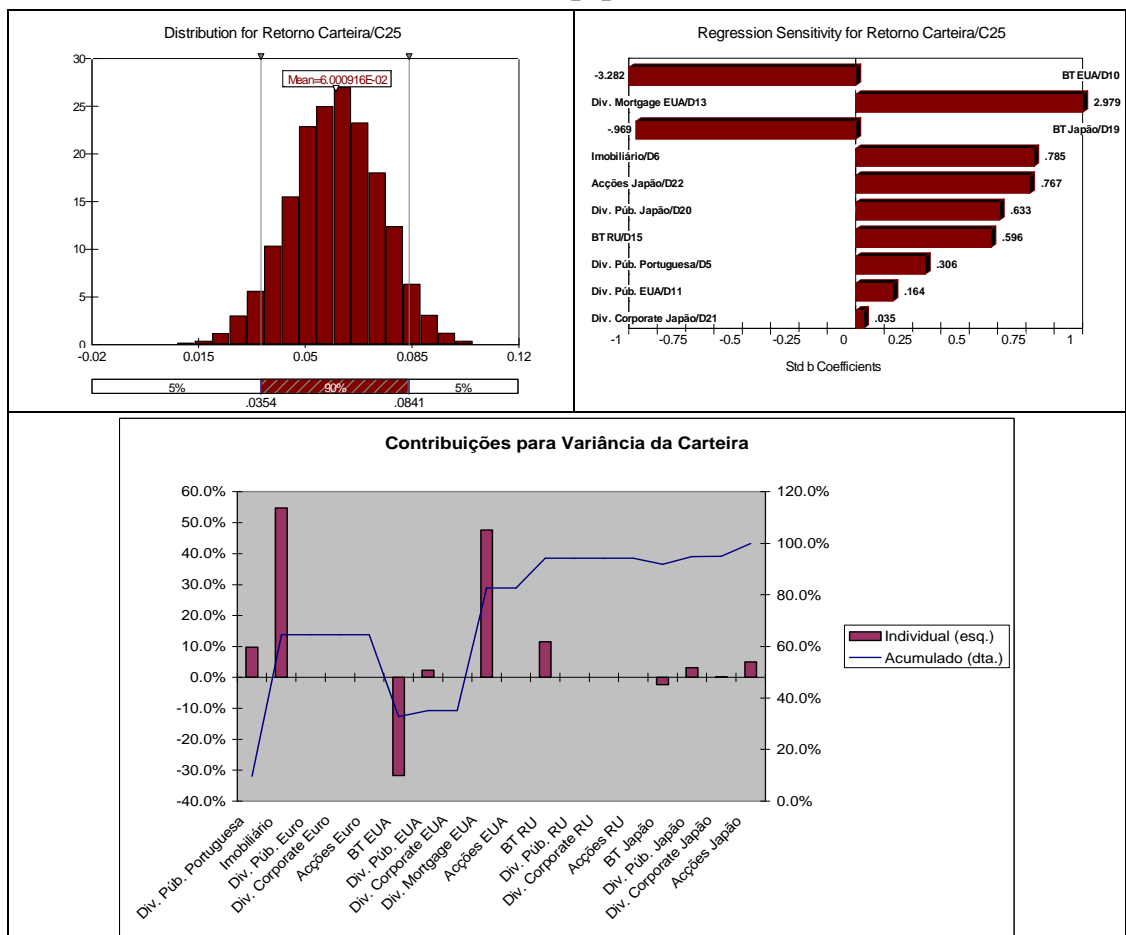 Distribution for Retorno Carteira/C25
Mean=6.000916E-02
30
25
20
15
10
5
0
-0.02
0.015
0.05
0.085
0.12
5%
90%
5%
.0354
.0841
Regression Sensitivity for Retorno Carteira/C25
-3.282
BT EUA/D10
Div. Mortgage EUA/D13
2.979
-.969
BT Japão/D19
Imobiliário/D6
.785
Acções Japão/D22
.767
Div. Púb. Japão/D20
.633
BT RU/D15
.596
Div. Púb. Portuguesa/D5
.306
Div. Púb. EUA/D11
.164
Div. Corporate Japão/D21
.035
-1
-0.75
-0.5
-0.25
0
0.25
0.5
0.75
1
Std b Coefficients
Contribuições para Variância da Carteira
60.0%
50.0%
40.0%
30.0%
20.0%
10.0%
0.0%
-10.0%
-20.0%
-30.0%
-40.0%
120.0%
100.0%
80.0%
60.0%
40.0%
20.0%
0.0%
Individual (esq.)
Acumulado (dta.)
Div. Púb. Portuguesa
Imobiliário
Div. Púb. Euro
Div. Corporate Euro
Acções Euro
BT EUA
Div. Púb. EUA
Div. Corporate EUA
Div. Mortgage EUA
Acções EUA
BT RU
Div. Púb. RU
Div. Corporate RU
Acções RU
BT Japão
Div. Púb. Japão
Div. Corporate Japão
Acções Japão